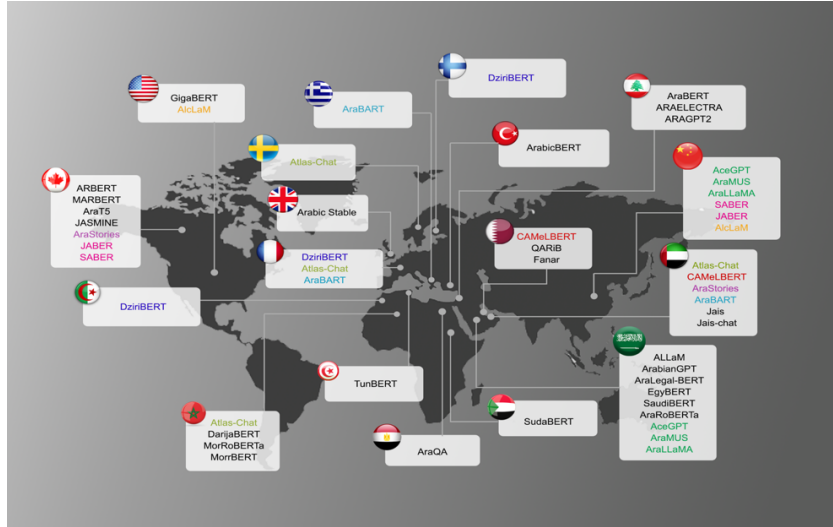 DziriBERT
GigaBERT
AlcLaM
AraBART
AraBERT
ARAELECTRA
ARAGPT2
ArabicBERT
Atlas-Chat
AceGPT
AraMUS
AraLLaMA
SABER
JABER
AlcLaM
ARBERT
MARBERT
AraT5
JASMINE
AraStories
JABER
SABER
Arabic Stable
CAMeLBERT
QARiB
Fanar
DziriBERT
Atlas-Chat
AraBART
Atlas-Chat
CAMeLBERT
AraStories
AraBART
Jais
Jais-chat
DziriBERT
ALLaM
ArabianGPT
AraLegal-BERT
EgyBERT
SaudiBERT
AraRoBERTa
AceGPT
AraMUS
AraLLaMA
TunBERT
Atlas-Chat
DarijaBERT
MorRoBERTa
MorrBERT
SudaBERT
AraQA